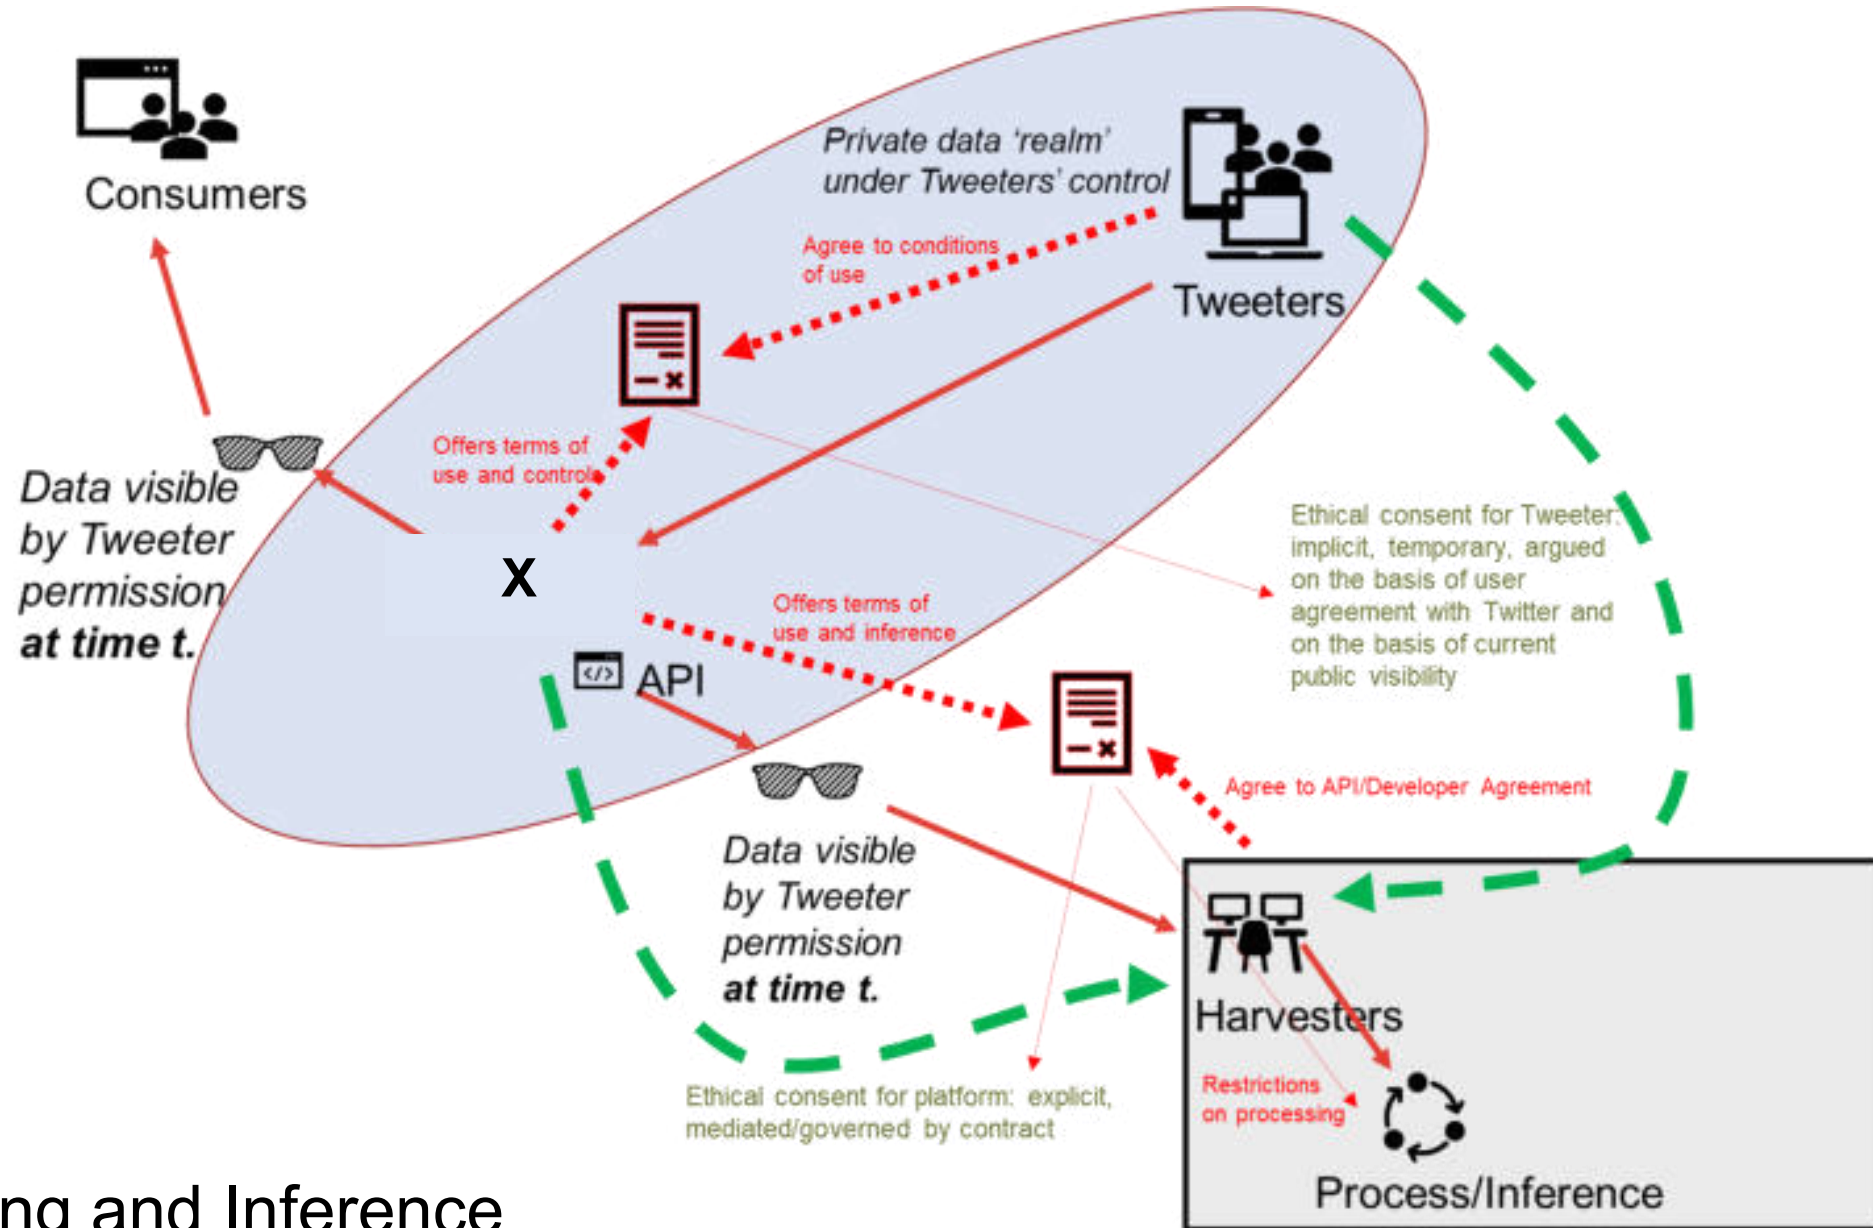 Consumers
Private data ‘realm’
under Tweeters’ control
Agree to conditions
of use
Tweeters
Offers terms of
use and controls
Data visible
by Tweeter
permission
at time t.
X
Offers terms of
use and inference
API
Ethical consent for Tweeter:
implicit, temporary, argued
on the basis of user
agreement with Twitter and
on the basis of current
public visibility
Agree to API/Developer Agreement
Data visible
by Tweeter
permission
at time t.
Harvesters
Restrictions
on processing
Ethical consent for platform: explicit,
mediated/governed by contract
Process/Inference
ng and Inference